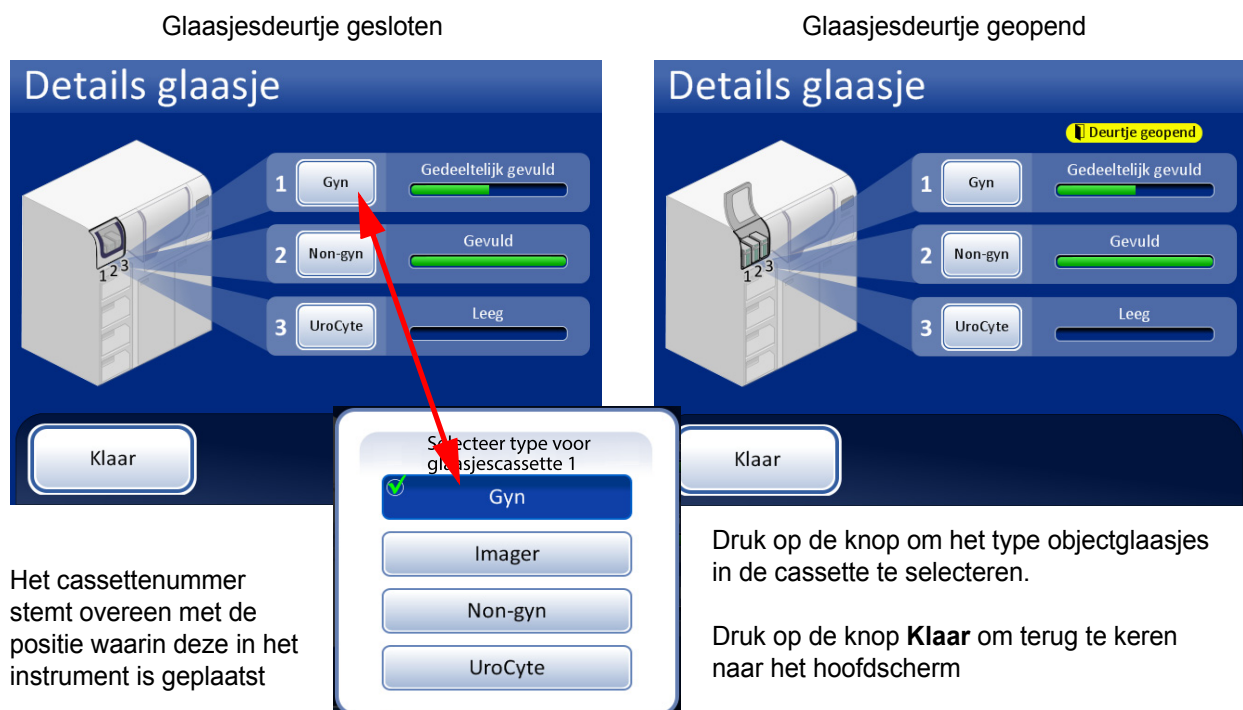 Glaasjesdeurtje gesloten
Details glaasje
1 Gyn Gedeeltelijk gevuld
2 Non-gyn Gevuld
3 UroCyte Leeg
1 2 3
Klaar
Glaasjesdeurtje geopend
Details glaasje
Deurtje geopend
1 Gyn Gedeeltelijk gevuld
2 Non-gyn Gevuld
3 UroCyte Leeg
1 2 3
Klaar
Selecteer type voor
glaasjescassette 1
Gyn
Imager
Non-gyn
UroCyte
Het cassettenummer
stemt overeen met de
positie waarin deze in het
instrument is geplaatst
Druk op de knop om het type objectglaasjes
in de cassette te selecteren.
Druk op de knop Klaar om terug te keren
naar het hoofdscherm